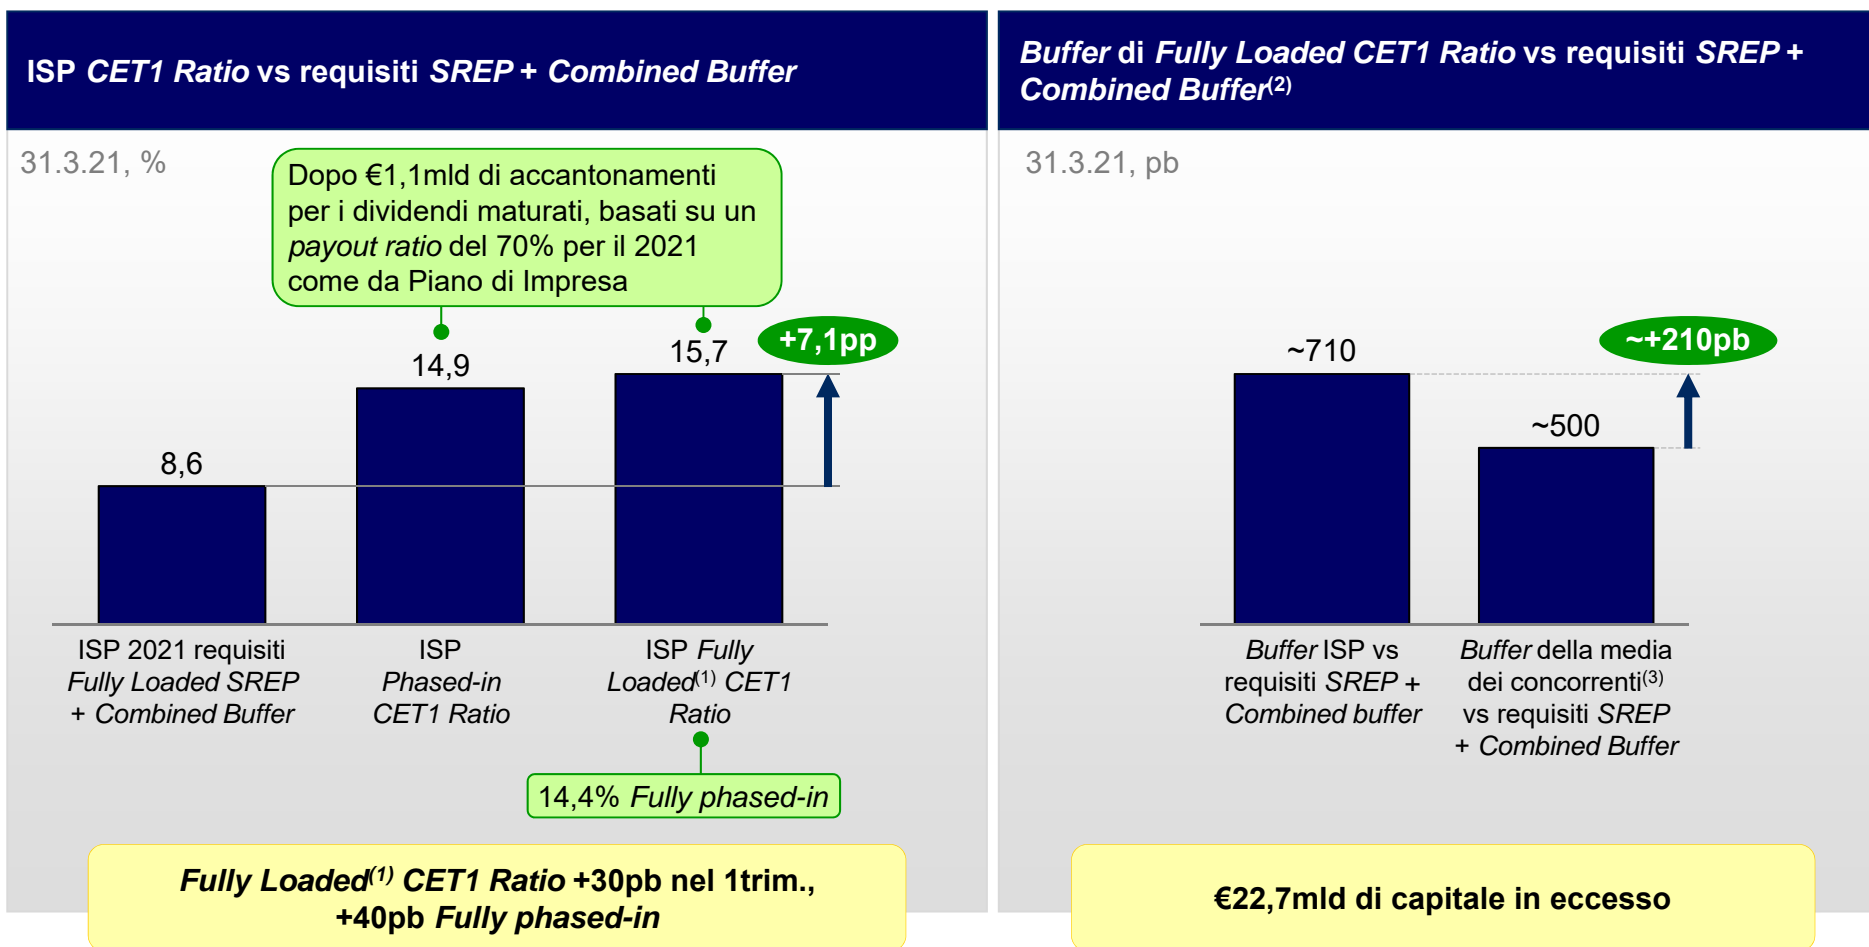 ISP CET1 Ratio vs requisiti SREP + Combined Buffer
31.3.21, %
Dopo €1,1mld di accantonamenti
per i dividendi maturati, basati su un
payout ratio del 70% per il 2021
come da Piano di Impresa
+7,1pp
15,7
14,9
8,6
ISP 2021 requisiti
Fully Loaded SREP
+ Combined Buffer
ISP
Phased-in
CET1 Ratio
ISP Fully
Loaded(1) CET1
Ratio
14,4% Fully phased-in
Fully Loaded(1) CET1 Ratio +30pb nel 1trim.,
+40pb Fully phased-in
Buffer di Fully Loaded CET1 Ratio vs requisiti SREP +
Combined Buffer(2)
31.3.21, pb
~+210pb
~710
~500
Buffer ISP vs
requisiti SREP +
Combined buffer
Buffer della media
dei concorrenti(3)
vs requisiti SREP
+ Combined Buffer
€22,7mld di capitale in eccesso